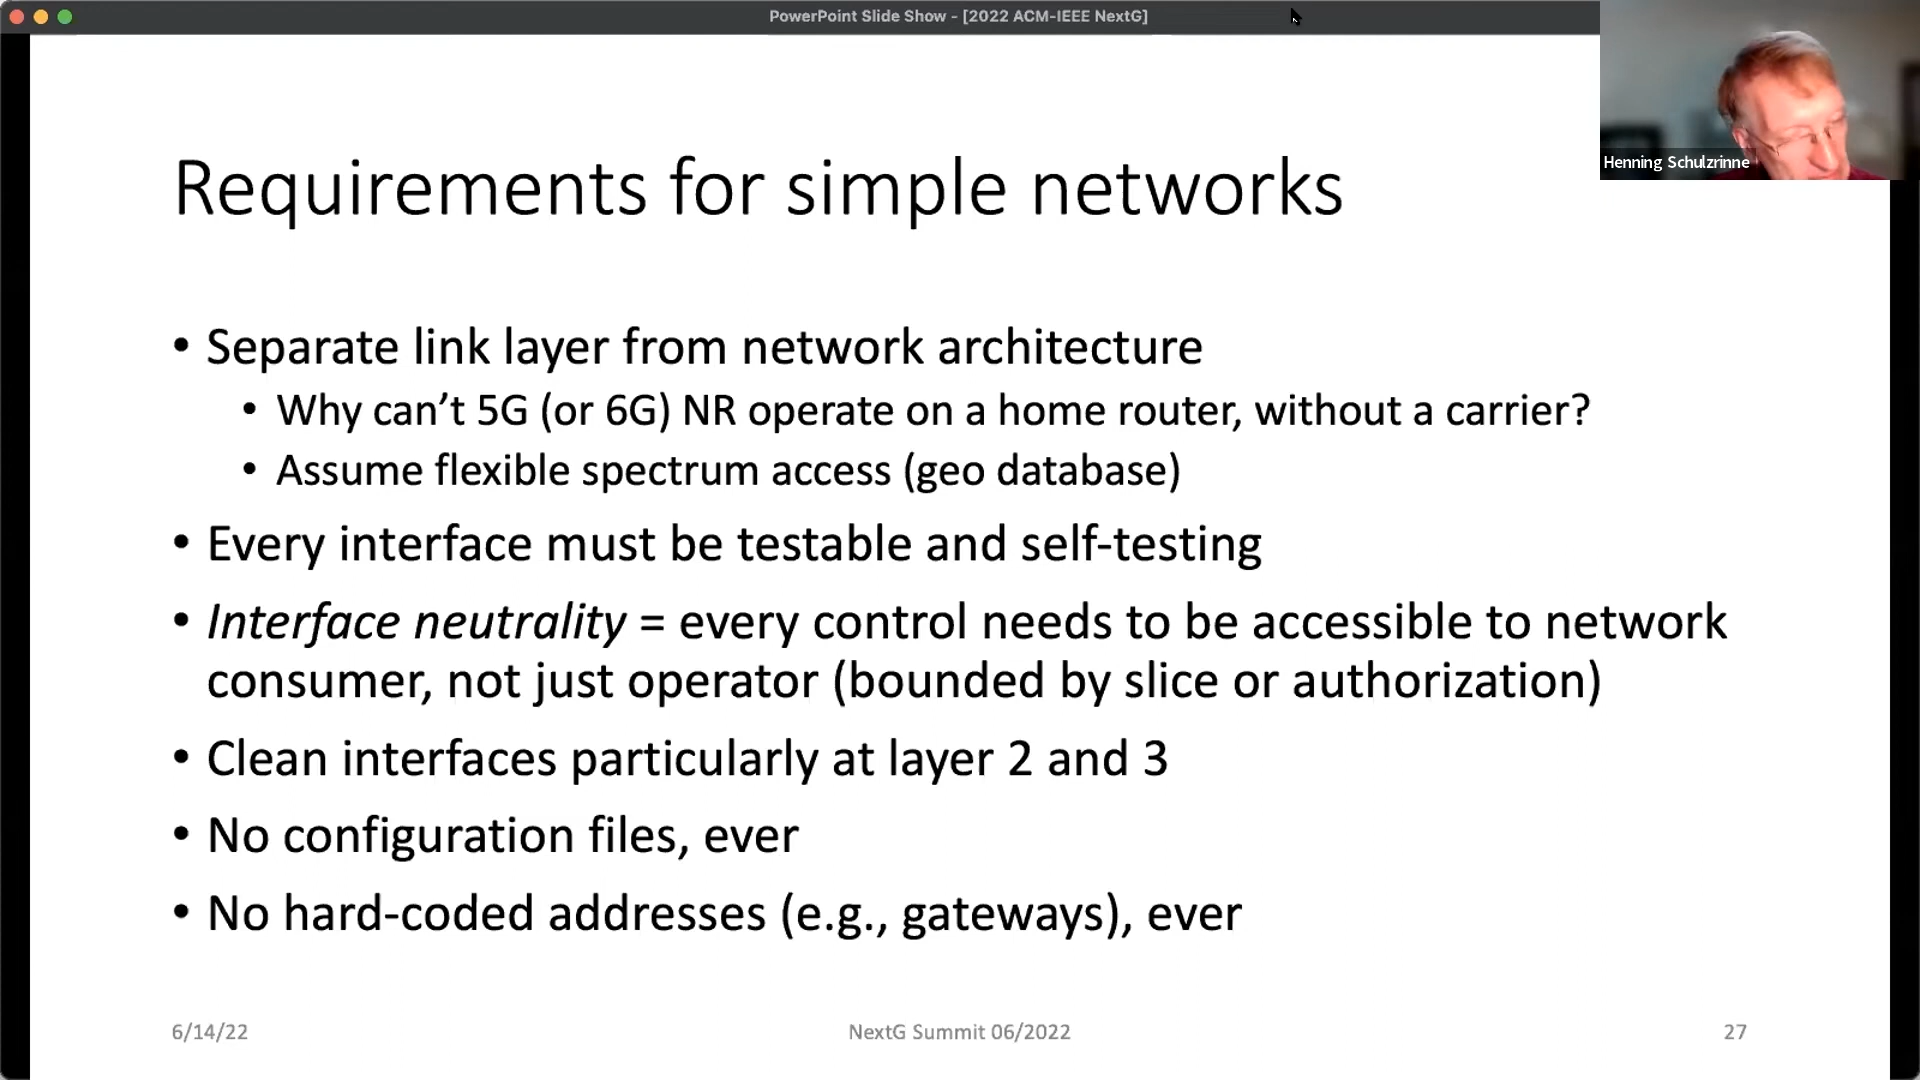 PowerPoint Slide Show - [2022 ACM-IEEE NextG]
Henning Schulzrinne
Requirements for simple networks
• Separate link layer from network architecture
• Why can’t 5G (or 6G) NR operate on a home router, without a carrier?
• Assume flexible spectrum access (geo database)
• Every interface must be testable and self-testing
• Interface neutrality = every control needs to be accessible to network
consumer, not just operator (bounded by slice or authorization)
• Clean interfaces particularly at layer 2 and 3
• No configuration files, ever
• No hard-coded addresses (e.g., gateways), ever
6/14/22
NextG Summit 06/2022
27